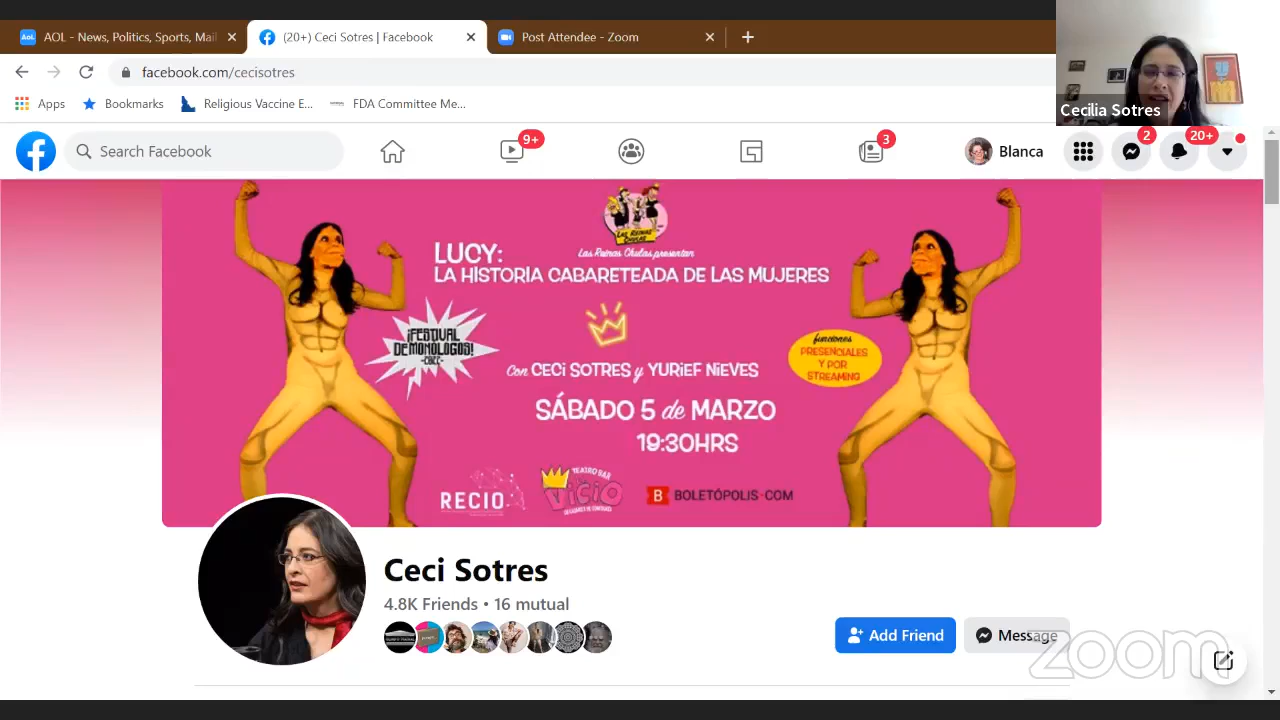 AOL - News, Politics, Sports, Mail
(20+) Ceci Sotres | Facebook
Post Attendee - Zoom
facebook.com/cecisotres
Apps
Bookmarks
Religious Vaccine E...
FDA Committee Me...
Cecilia Sotres
Search Facebook
9+
3
Blanca
2
20+
LAS REINAS
CHULAS
Las Reinas Chulas presentan
LUCY:
LA HISTORIA CABARETEADA DE LAS MUJERES
¡FESTIVAL
DE MONÓLOGOS!
funciones
PRESENCIALES
Y POR
STREAMING
Con CECI SOTRES y YURIEF NIEVES
SÁBADO 5 de MARZO
19:30HRS
RECIO
TEATRO BAR
VICIO
B BOLETÓPOLIS·COM
Ceci Sotres
4.8K Friends • 16 mutual
Add Friend
Message
zoom